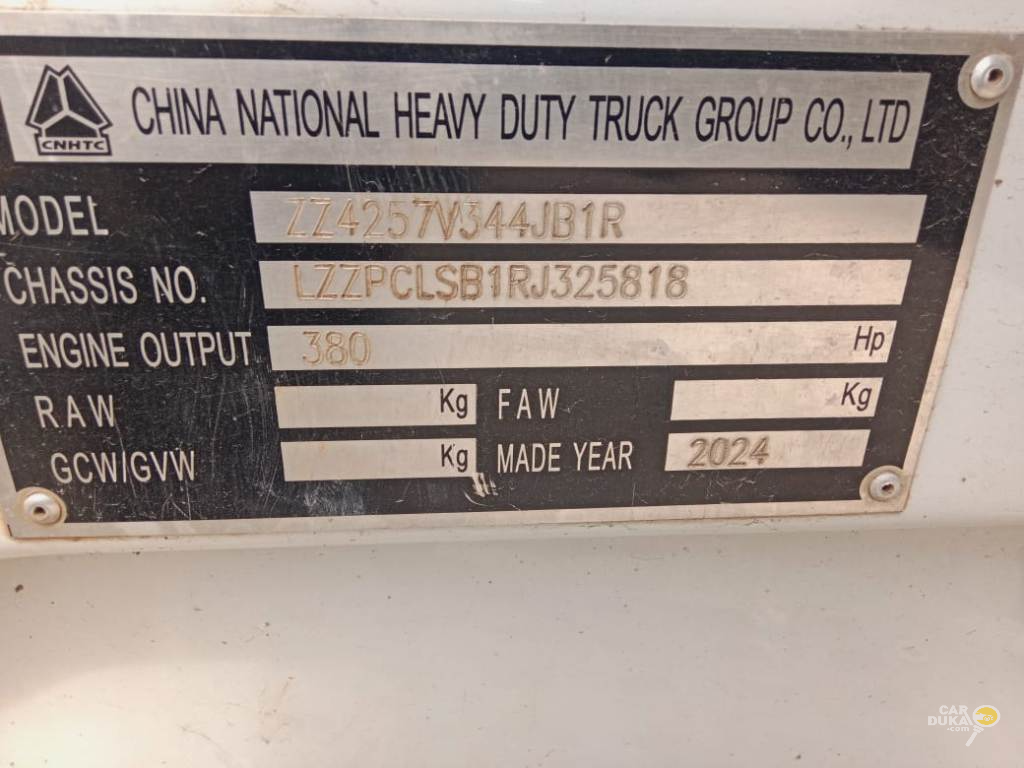 CNHTC
CHINA NATIONAL HEAVY DUTY TRUCK GROUP CO., LTD
MODEL ZZ4257V344JB1R
CHASSIS NO. LZZPCLSB1RJ325818
ENGINE OUTPUT 380 Hp
RAW Kg FAW Kg
GCW/GVW Kg MADE YEAR 2024
CAR
DUKA
.com